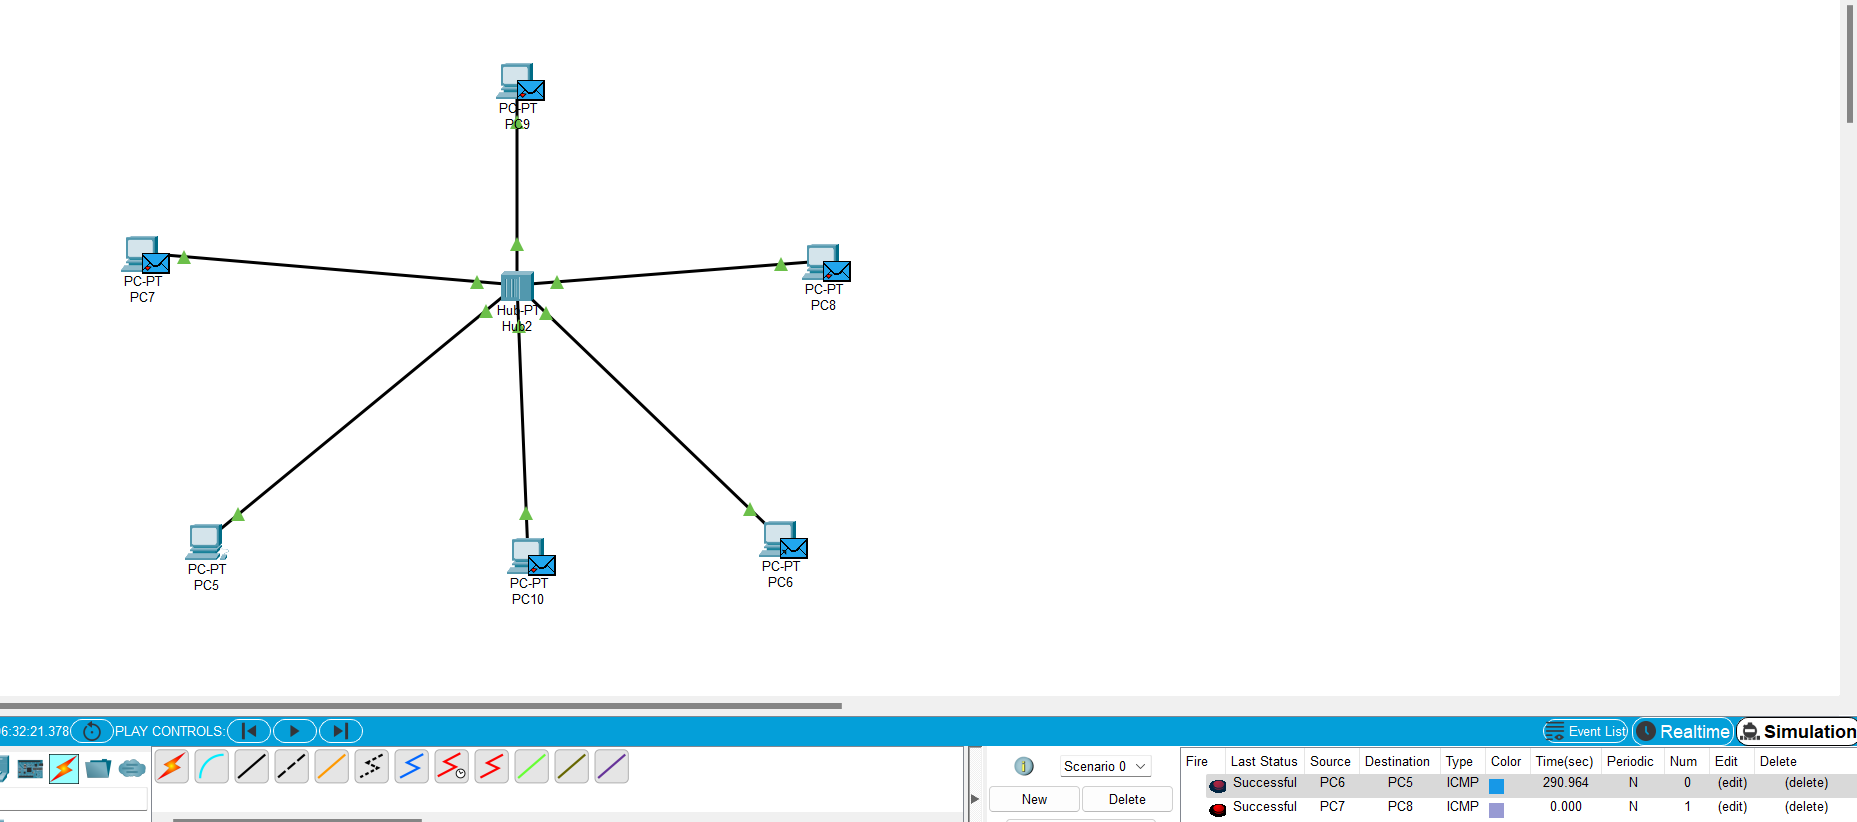 PC-PT
PC9
PC-PT
PC7
PC-PT
PC8
Hub-PT
Hub2
PC-PT
PC5
PC-PT
PC10
PC-PT
PC6
6:32:21.378 PLAY CONTROLS: Event List Realtime Simulation
Scenario 0
New Delete
Fire Last Status Source Destination Type Color Time(sec) Periodic Num Edit Delete
Successful PC6 PC5 ICMP 290.964 N 0 (edit) (delete)
Successful PC7 PC8 ICMP 0.000 N 1 (edit) (delete)